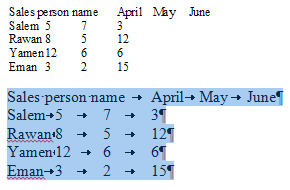 Sales person name April May June
Salem 5 7 3
Rawan 8 5 12
Yamen 12 6 6
Eman 3 2 15
Sales·person·name → April→ May→ June¶
Salem→5 → 7 → 3¶
Rawan→8 → 5 → 12¶
Yamen→12 → 6 → 6¶
Eman→3 → 2 → 15¶